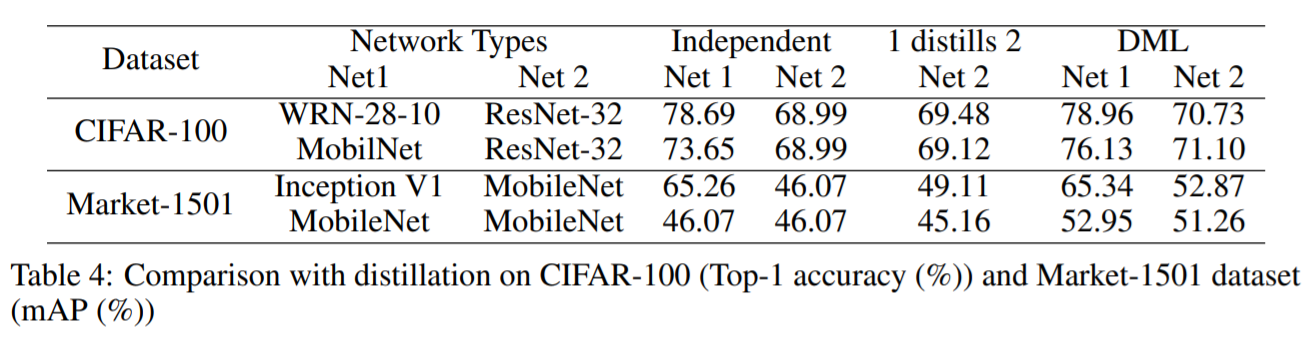 Dataset Network Types Independent 1 distills 2 DML
Net1 Net 2 Net 1 Net 2 Net 2 Net 1 Net 2
CIFAR-100 WRN-28-10 ResNet-32 78.69 68.99 69.48 78.96 70.73
MobilNet ResNet-32 73.65 68.99 69.12 76.13 71.10
Market-1501 Inception V1 MobileNet 65.26 46.07 49.11 65.34 52.87
MobileNet MobileNet 46.07 46.07 45.16 52.95 51.26
Table 4: Comparison with distillation on CIFAR-100 (Top-1 accuracy (%)) and Market-1501 dataset
(mAP (%))